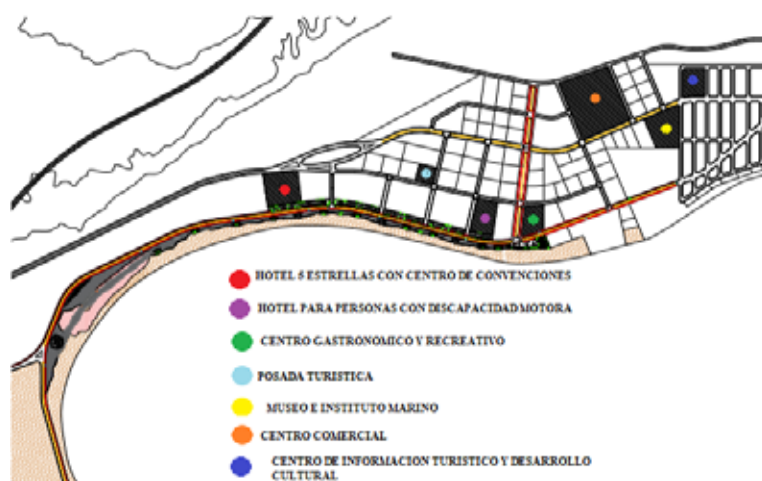 HOTEL 5 ESTRELLAS CON CENTRO DE CONVENCIONES
HOTEL PARA PERSONAS CON DISCAPACIDAD MOTORA
CENTRO GASTRONOMICO Y RECREATIVO
POSADA TURISTICA
MUSEO E INSTITUTO MARINO
CENTRO COMERCIAL
CENTRO DE INFORMACION TURISTICO Y DESARROLLO
CULTURAL